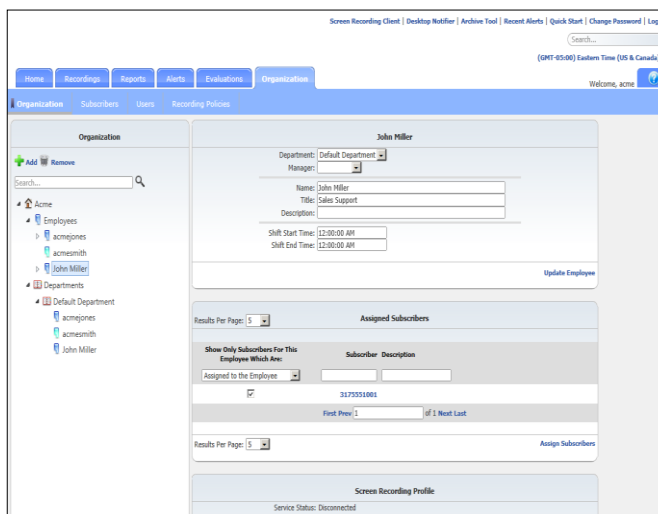 Screen Recording Client | Desktop Notifier | Archive Tool | Recent Alerts | Quick Start | Change Password | Log
Search...
(GMT-05:00) Eastern Time (US & Canada)
Home Recordings Reports Alerts Evaluations Organization
Welcome, acme
Organization Subscribers Users Recording Policies
Organization
Add Remove
Search...
Acme
Employees
acmejones
acmesmith
John Miller
Departments
Default Department
acmejones
acmesmith
John Miller
John Miller
Department: Default Department
Manager:
Name: John Miller
Title: Sales Support
Description:
Shift Start Time: 12:00:00 AM
Shift End Time: 12:00:00 AM
Update Employee
Results Per Page: 5 Assigned Subscribers
Show Only Subscribers For This Employee Which Are: Subscriber Description
Assigned to the Employee
3175551001
First Prev 1 of 1 Next Last
Results Per Page: 5 Assign Subscribers
Screen Recording Profile
Service Status: Disconnected